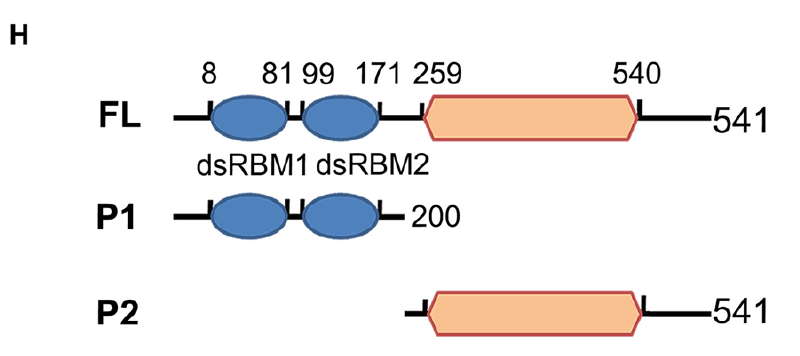 H
8 81 99 171 259 540
FL 541
dsRBM1 dsRBM2
P1 200
P2 541